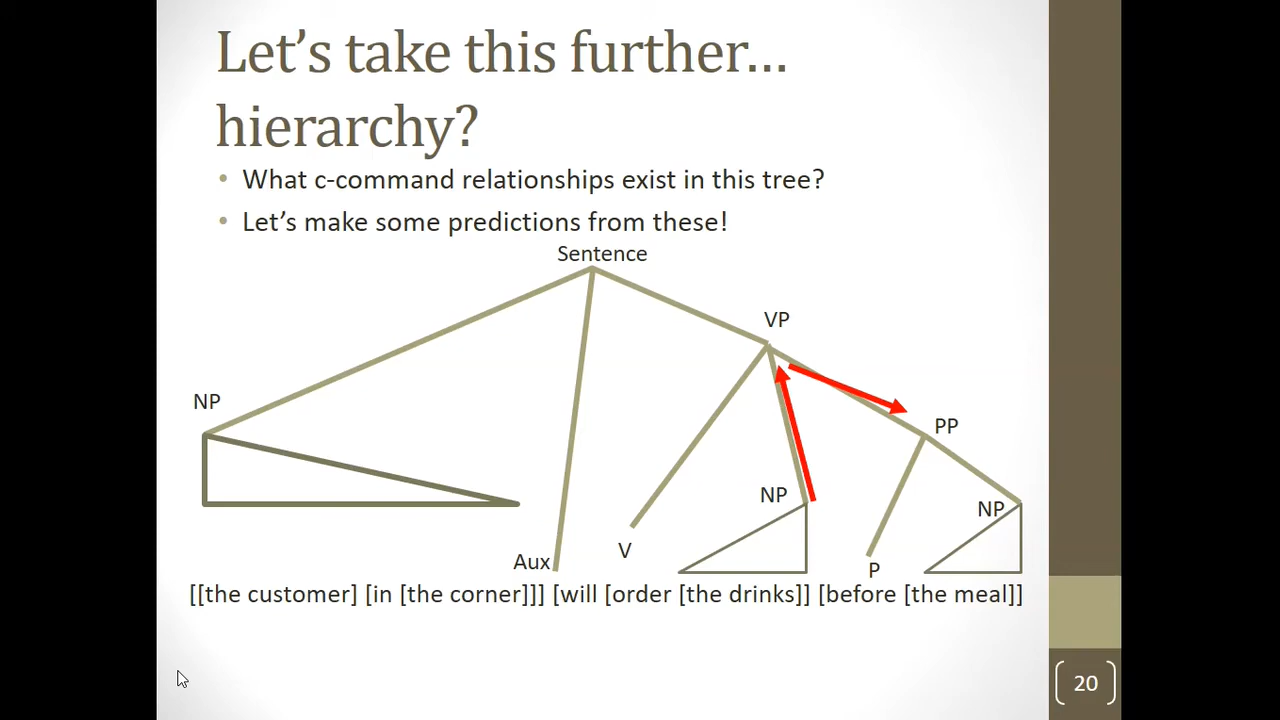 Let’s take this further…
hierarchy?
• What c-command relationships exist in this tree?
• Let’s make some predictions from these!
Sentence
VP
NP
PP
NP
NP
Aux
V
P
[[the customer] [in [the corner]]] [will [order [the drinks]] [before [the meal]]
20